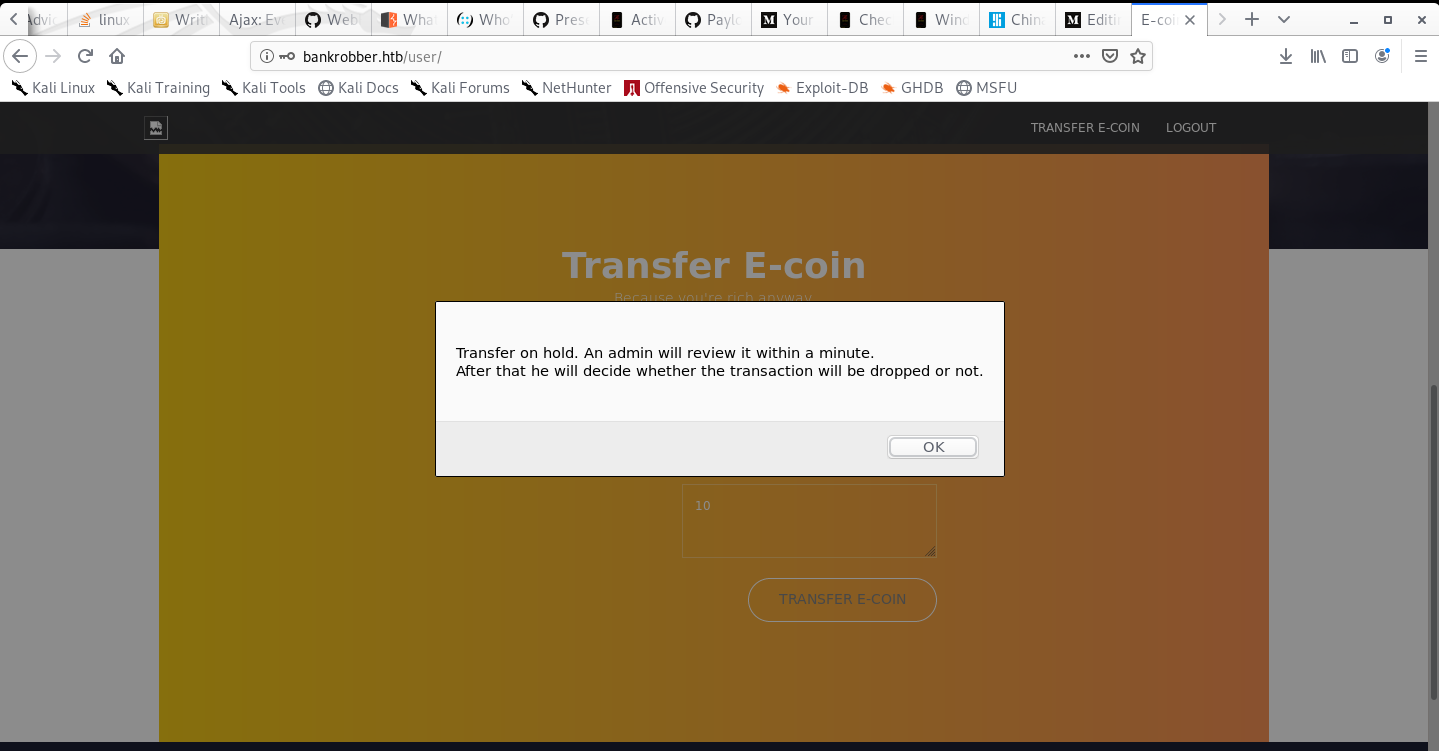 Advic linux Writi Ajax: Eve Web What Who Prese Activ Paylo Your Chec Wind China Editi E-coin
bankrobber.htb/user/
Kali Linux Kali Training Kali Tools Kali Docs Kali Forums NetHunter Offensive Security Exploit-DB GHDB MSFU
TRANSFER E-COIN LOGOUT
Transfer E-coin
Because you're rich anyway
Transfer on hold. An admin will review it within a minute.
After that he will decide whether the transaction will be dropped or not.
OK
10
TRANSFER E-COIN